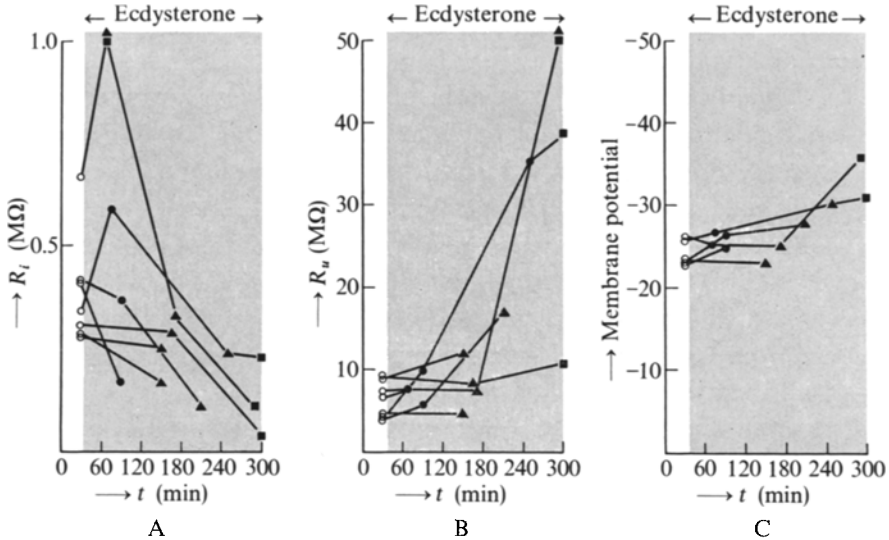 ← Ecdysterone →
1.0
0.5
→ Ri (MΩ)
0 60 120 180 240 300
→ t (min)
A
← Ecdysterone →
50
40
30
20
10
→ Ru (MΩ)
0 60 120 180 240 300
→ t (min)
B
← Ecdysterone →
-50
-40
-30
-20
-10
→ Membrane potential
0 60 120 180 240 300
→ t (min)
C